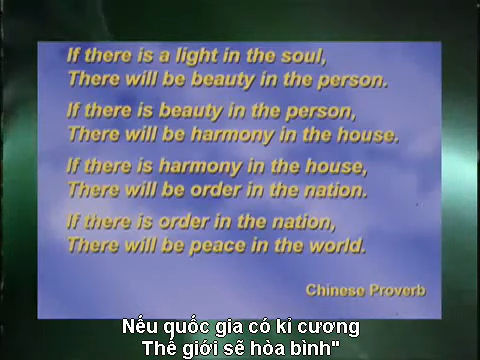 If there is a light in the soul,
There will be beauty in the person.
If there is beauty in the person,
There will be harmony in the house.
If there is harmony in the house,
There will be order in the nation.
If there is order in the nation,
There will be peace in the world.
Chinese Proverb
Nếu quốc gia có kỉ cương
Thế giới sẽ hòa bình"